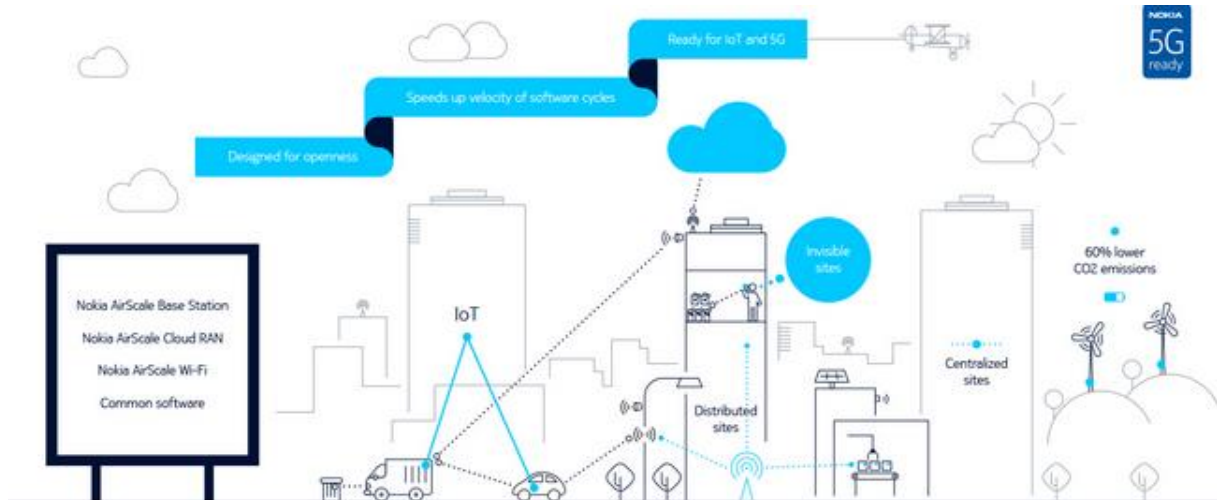 Ready for IoT and 5G
NOKIA
5G
ready
Speeds up velocity of software cycles
Designed for openness
Invisible
sites
60% lower
CO2 emissions
Nokia AirScale Base Station
Nokia AirScale Cloud RAN
Nokia AirScale Wi-Fi
Common software
IoT
Centralized
sites
Distributed
sites